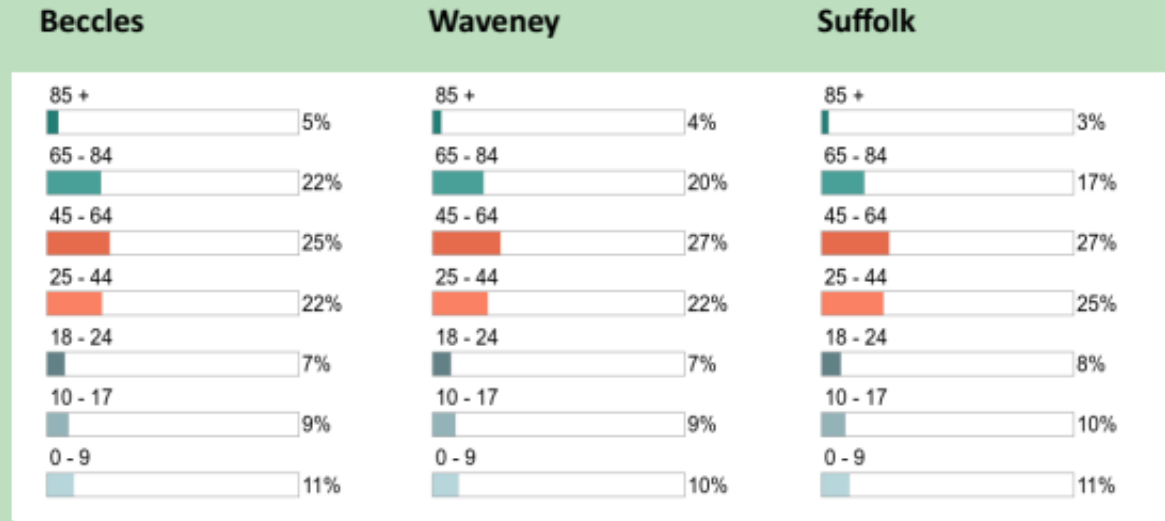 Beccles Waveney Suffolk
85 + 85 + 85 +
5% 4% 3%
65 - 84 65 - 84 65 - 84
22% 20% 17%
45 - 64 45 - 64 45 - 64
25% 27% 27%
25 - 44 25 - 44 25 - 44
22% 22% 25%
18 - 24 18 - 24 18 - 24
7% 7% 8%
10 - 17 10 - 17 10 - 17
9% 9% 10%
0 - 9 0 - 9 0 - 9
11% 10% 11%